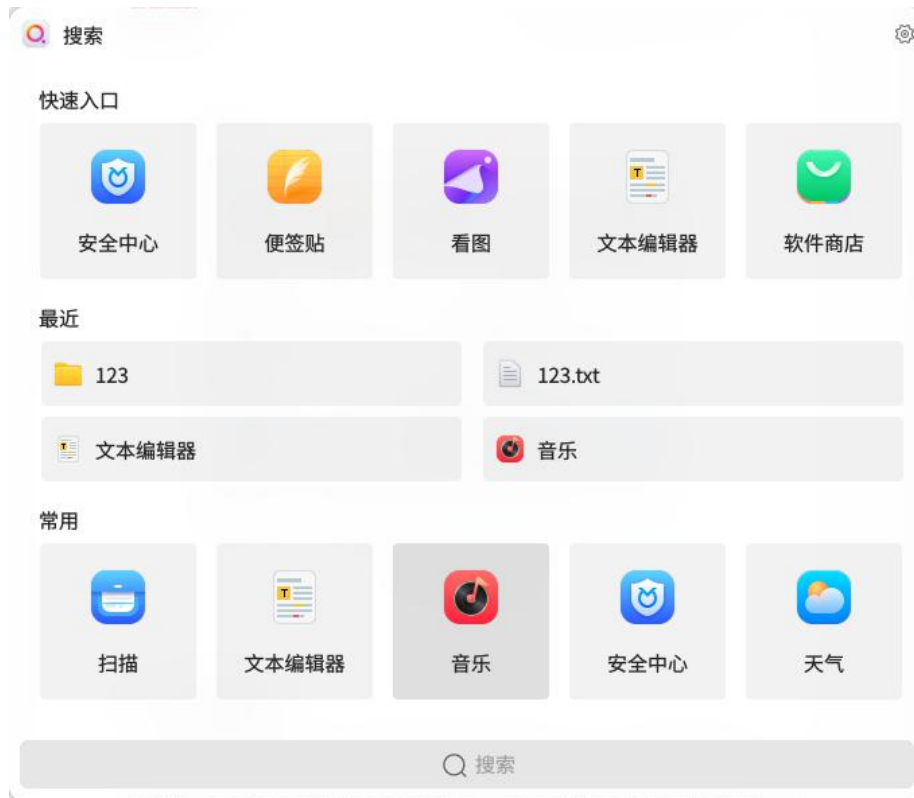 搜索
快速入口
安全中心 便签贴 看图 文本编辑器 软件商店
最近
123 123.txt
文本编辑器 音乐
常用
扫描 文本编辑器 音乐 安全中心 天气
搜索